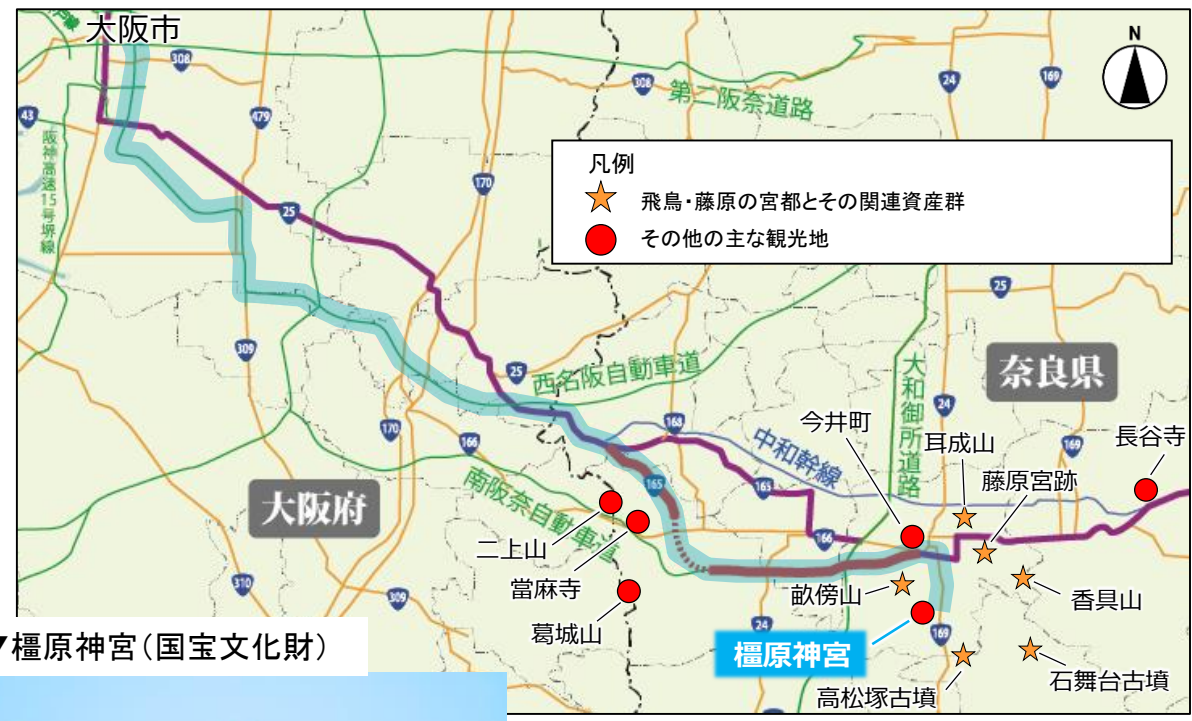 大阪市
N
308
308
24
169
43
479
第二阪奈道路
阪神高速15号堺線
170
凡例
飛鳥・藤原の宮都とその関連資産群
その他の主な観光地
25
25
309
大和御所道路
奈良県
25
西名阪自動車道
24
170
166
168
中和幹線
今井町
耳成山
169
長谷寺
藤原宮跡
165
165
大阪府
南阪奈自動車道
二上山
166
當麻寺
畝傍山
香具山
310
309
葛城山
24
169
橿原神宮
石舞台古墳
高松塚古墳
▼橿原神宮(国宝文化財)